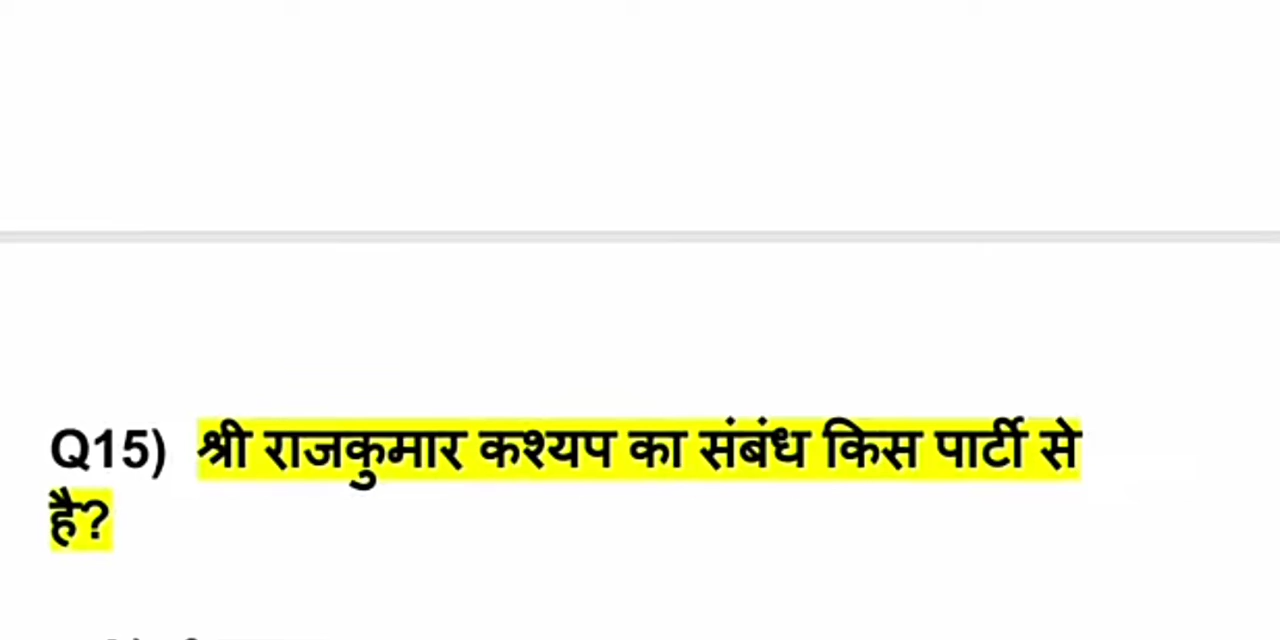 Q15) श्री राजकुमार कश्यप का संबंध किस पार्टी से
है?